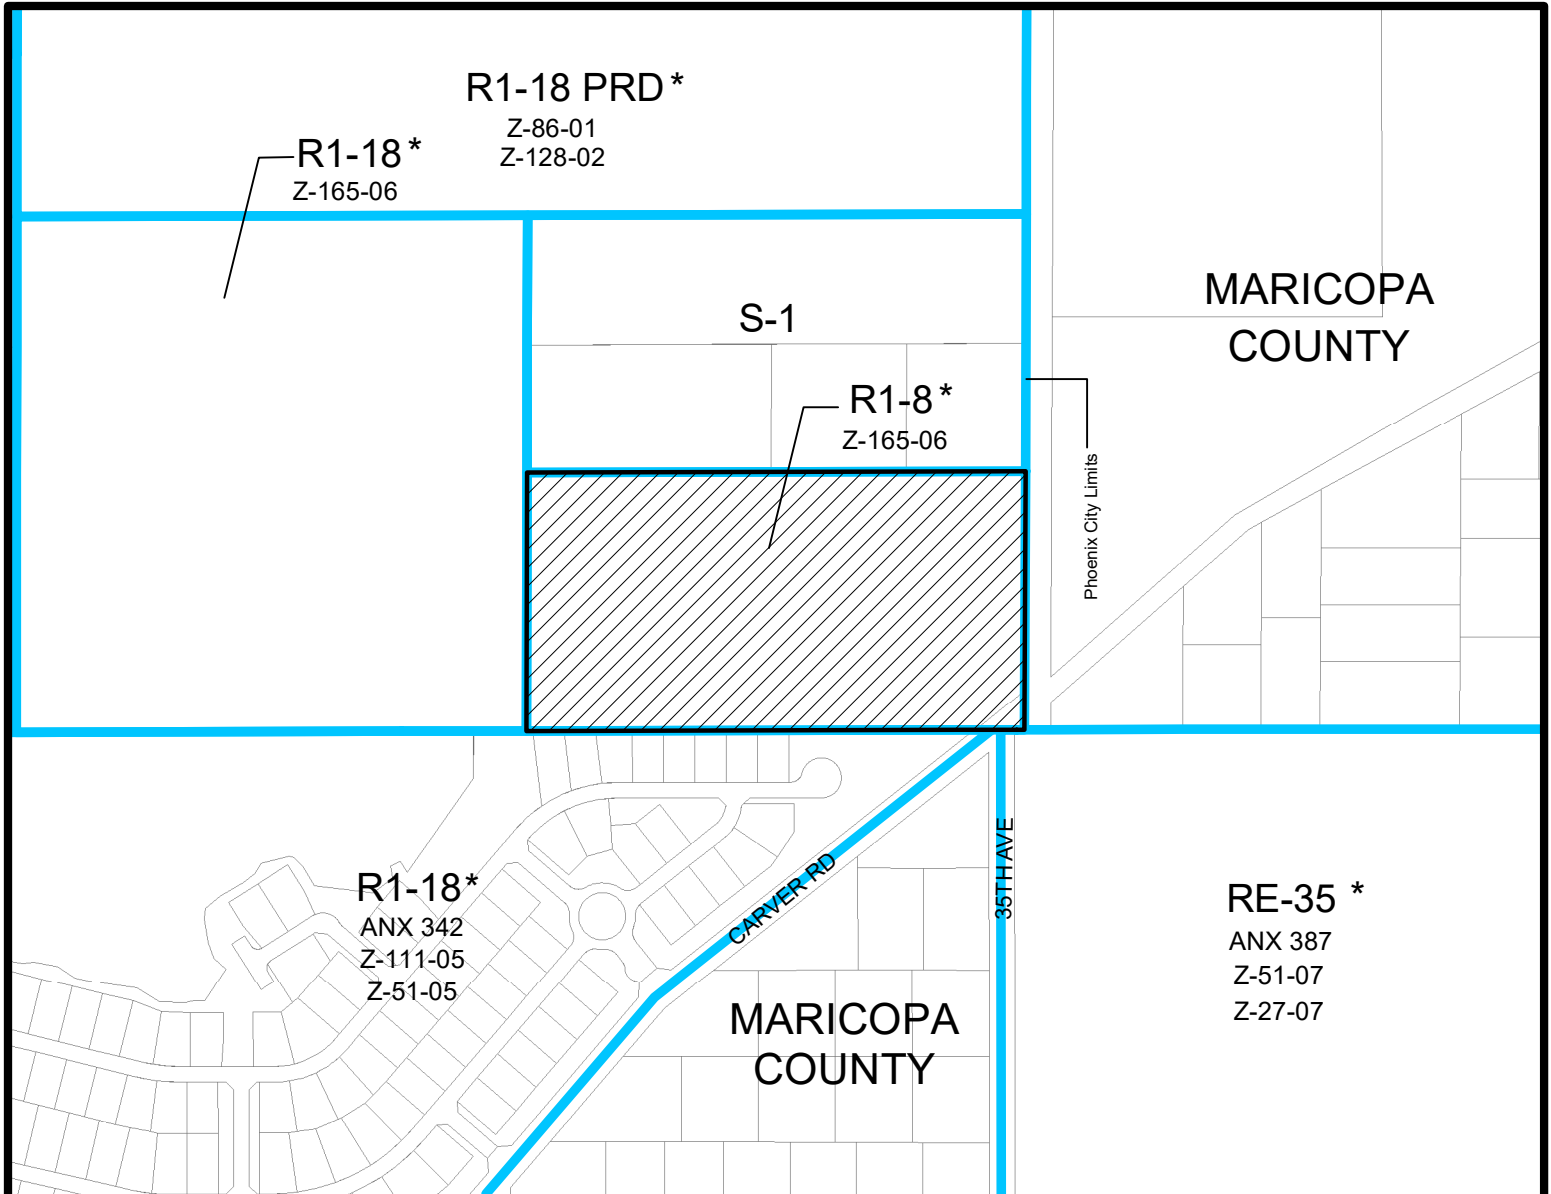 R1-18 PRD *
Z-86-01
Z-128-02
R1-18 *
Z-165-06
MARICOPA
COUNTY
S-1
R1-8 *
Z-165-06
Phoenix City Limits
CARVER RD
35TH AVE
R1-18*
ANX 342
Z-111-05
Z-51-05
RE-35 *
ANX 387
Z-51-07
Z-27-07
MARICOPA
COUNTY